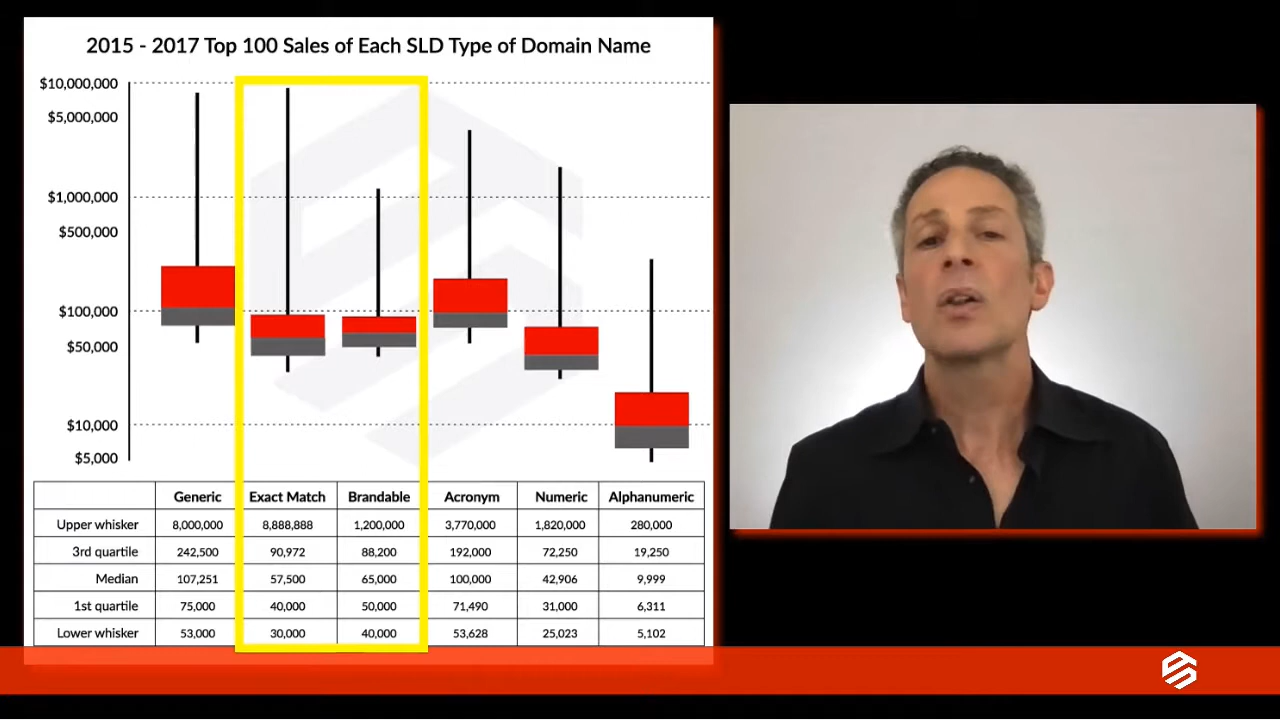 2015 - 2017 Top 100 Sales of Each SLD Type of Domain Name
$10,000,000
$5,000,000
$1,000,000
$500,000
$100,000
$50,000
$10,000
$5,000
Generic Exact Match Brandable Acronym Numeric Alphanumeric
Upper whisker 8,000,000 8,888,888 1,200,000 3,770,000 1,820,000 280,000
3rd quartile 242,500 90,972 88,200 192,000 72,250 19,250
Median 107,251 57,500 65,000 100,000 42,906 9,999
1st quartile 75,000 40,000 50,000 71,490 31,000 6,311
Lower whisker 53,000 30,000 40,000 53,628 25,023 5,102